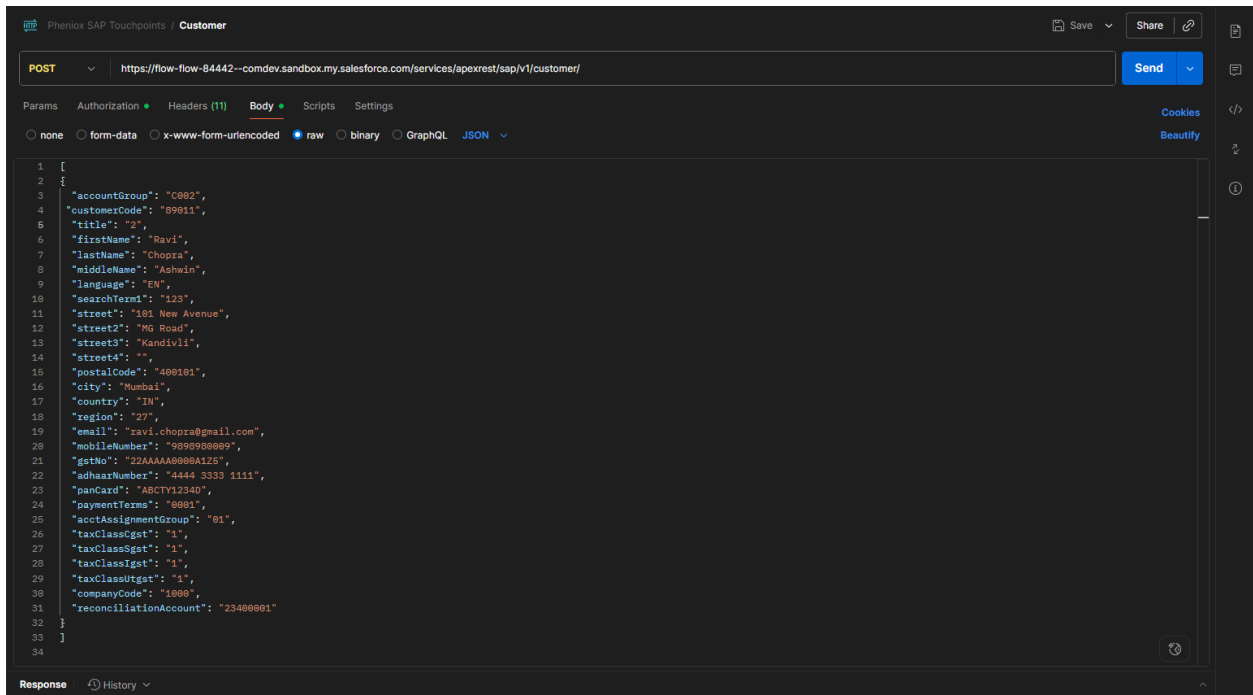 HTTP Pheniox SAP Touchpoints / Customer Save Share
POST https://flow-flow-84442--comdev.sandbox.my.salesforce.com/services/apexrest/sap/v1/customer/ Send
Params Authorization Headers (11) Body Scripts Settings Cookies
none form-data x-www-form-urlencoded raw binary GraphQL JSON Beautify
1 [
2 {
3 "accountGroup": "C002",
4 "customerCode": "89011",
5 "title": "2",
6 "firstName": "Ravi",
7 "lastName": "Chopra",
8 "middleName": "Ashwin",
9 "language": "EN",
10 "searchTerm1": "123",
11 "street": "101 New Avenue",
12 "street2": "MG Road",
13 "street3": "Kandivli",
14 "street4": "",
15 "postalCode": "400101",
16 "city": "Mumbai",
17 "country": "IN",
18 "region": "27",
19 "email": "ravi.chopra@gmail.com",
20 "mobileNumber": "9898980009",
21 "gstNo": "22AAAAA0000A1Z5",
22 "adhaarNumber": "4444 3333 1111",
23 "panCard": "ABCTY1234D",
24 "paymentTerms": "0001",
25 "acctAssignmentGroup": "01",
26 "taxClassCgst": "1",
27 "taxClassSgst": "1",
28 "taxClassIgst": "1",
29 "taxClassUtgst": "1",
30 "companyCode": "1000",
31 "reconciliationAccount": "23400001"
32 }
33 ]
34
Response History